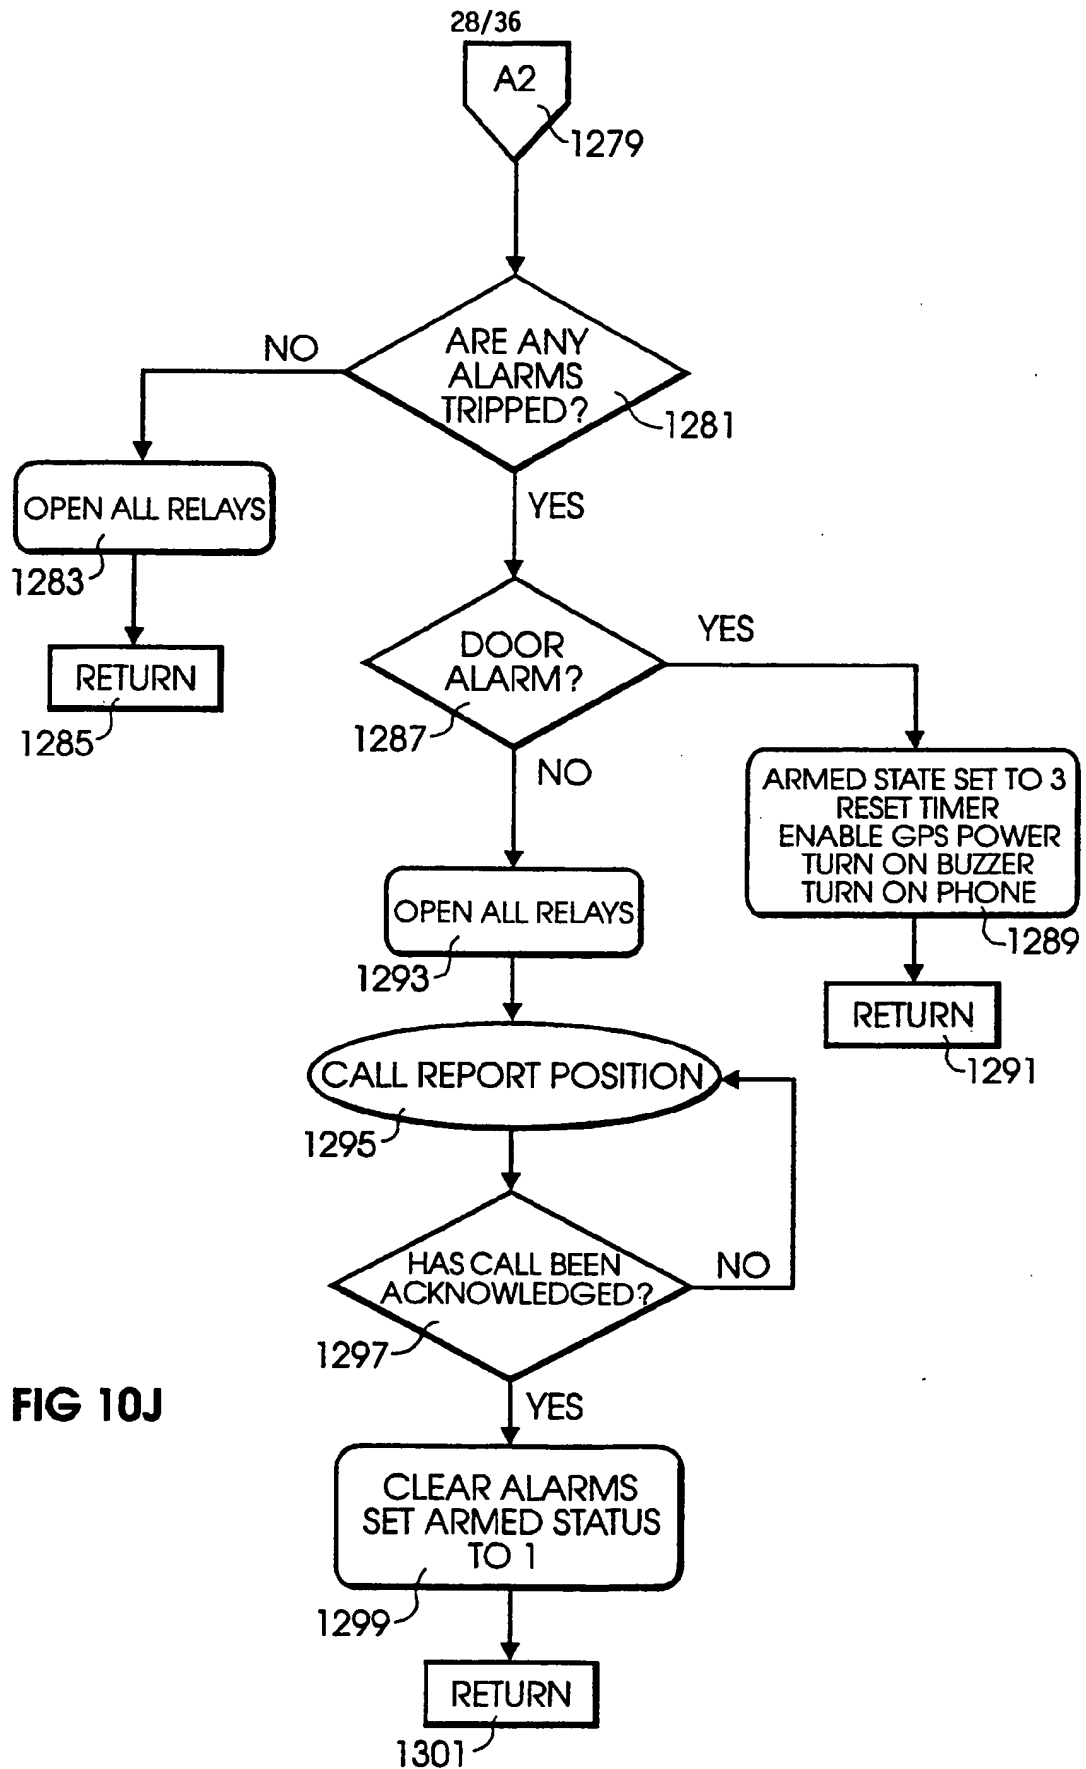 28/36
A2
1279
ARE ANY
ALARMS
TRIPPED?
1281
NO
YES
OPEN ALL RELAYS
1283
RETURN
1285
DOOR
ALARM?
1287
YES
NO
ARMED STATE SET TO 3
RESET TIMER
ENABLE GPS POWER
TURN ON BUZZER
TURN ON PHONE
1289
RETURN
1291
OPEN ALL RELAYS
1293
CALL REPORT POSITION
1295
HAS CALL BEEN
ACKNOWLEDGED?
1297
NO
YES
CLEAR ALARMS
SET ARMED STATUS
TO 1
1299
RETURN
1301
FIG 10J